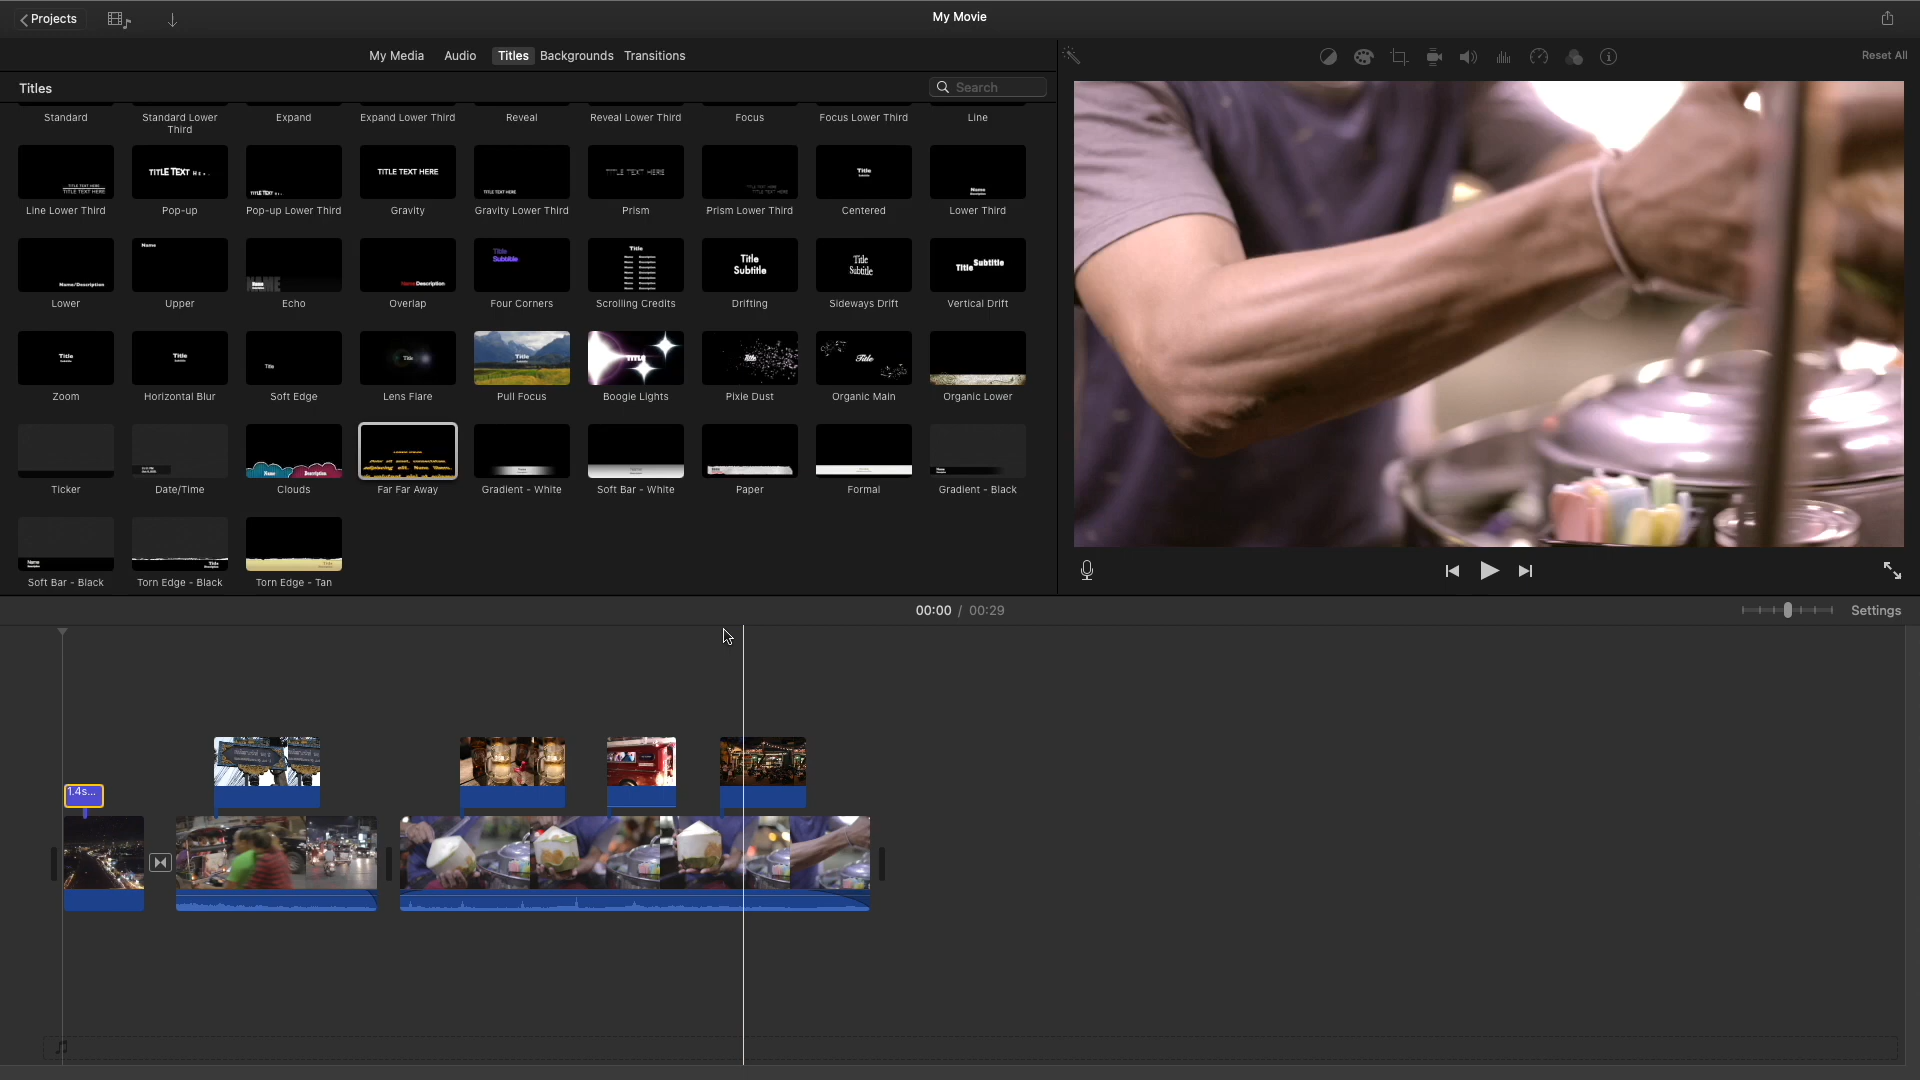 Projects
My Movie
My Media Audio Titles Backgrounds Transitions
Reset All
Titles
Search
Standard
Standard Lower Third
Expand
Expand Lower Third
Reveal
Reveal Lower Third
Focus
Focus Lower Third
Line
TITLE TEXT HERE
TITLE TEXT
TITLE TEXT
TITLE TEXT HERE
TITLE TEXT HERE
TITLE TEXT HERE
Title
Name
Line Lower Third
Pop-up
Pop-up Lower Third
Gravity
Gravity Lower Third
Prism
Prism Lower Third
Centered
Lower Third
Name/Description
Name
NAME
Name
Name Description
Title
Subtitle
Title
Title
Subtitle
Title
Subtitle
Title Subtitle
Lower
Upper
Echo
Overlap
Four Corners
Scrolling Credits
Drifting
Sideways Drift
Vertical Drift
Title
Title
Title
Title
Title
TITLE
Title
Title
Zoom
Horizontal Blur
Soft Edge
Lens Flare
Pull Focus
Boogie Lights
Pixie Dust
Organic Main
Organic Lower
Name
Description
Ticker
Date/Time
Clouds
Far Far Away
Gradient - White
Soft Bar - White
Paper
Formal
Gradient - Black
Name
Title
Soft Bar - Black
Torn Edge - Black
Torn Edge - Tan
00:00 / 00:29
Settings
1.4s...